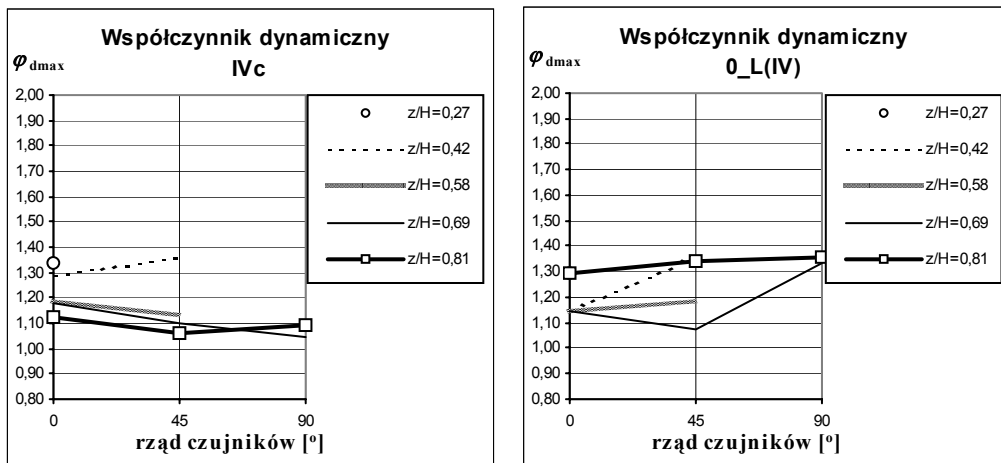 Współczynnik dynamiczny
IVc
φdmax
2,00
1,90
1,80
1,70
1,60
1,50
1,40
1,30
1,20
1,10
1,00
0,90
0,80
0
45
90
rząd czujników [°]
z/H=0,27
z/H=0,42
z/H=0,58
z/H=0,69
z/H=0,81
Współczynnik dynamiczny
0_L(IV)
φdmax
2,00
1,90
1,80
1,70
1,60
1,50
1,40
1,30
1,20
1,10
1,00
0,90
0,80
0
45
90
rząd czujników [°]
z/H=0,27
z/H=0,42
z/H=0,58
z/H=0,69
z/H=0,81